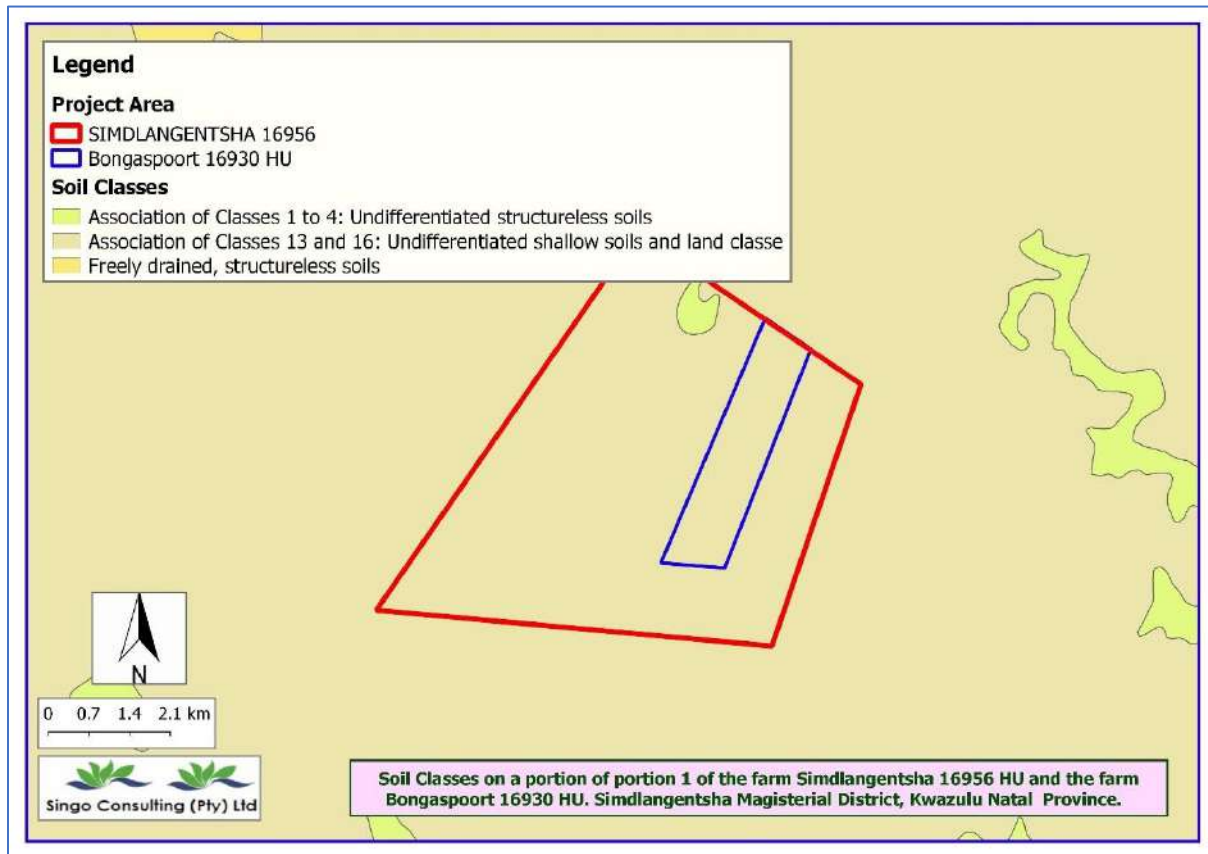 Legend
Project Area
SIMDLANGENTSHA 16956
Bongaspoort 16930 HU
Soil Classes
Association of Classes 1 to 4: Undifferentiated structureless soils
Association of Classes 13 and 16: Undifferentiated shallow soils and land classe
Freely drained, structureless soils
N
0 0.7 1.4 2.1 km
Singo Consulting (Pty) Ltd
Soil Classes on a portion of portion 1 of the farm Simdlangentsha 16956 HU and the farm
Bongaspoort 16930 HU. Simdlangentsha Magisterial District, Kwazulu Natal Province.